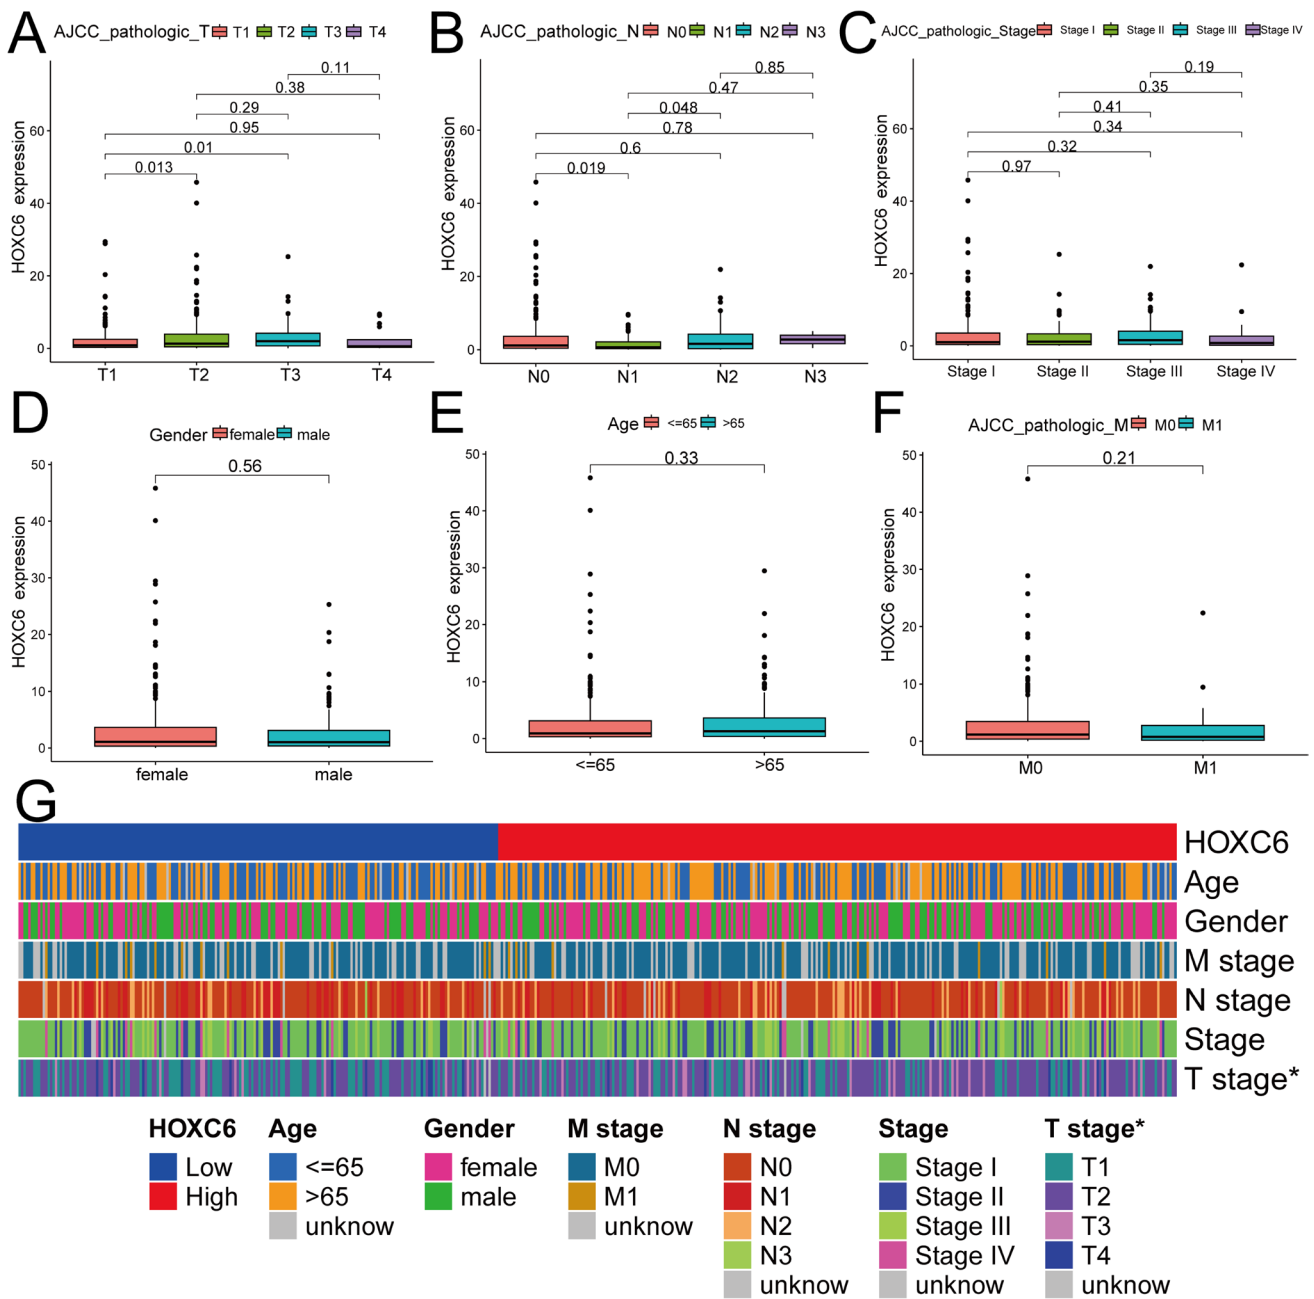 A
AJCC_pathologic_T T1 T2 T3 T4
HOXC6 expression
60
40
20
0
0.11
0.38
0.29
0.95
0.01
0.013
T1 T2 T3 T4
B
AJCC_pathologic_N N0 N1 N2 N3
HOXC6 expression
60
40
20
0
0.85
0.47
0.048
0.78
0.6
0.019
N0 N1 N2 N3
C
AJCC_pathologic_Stage Stage I Stage II Stage III Stage IV
HOXC6 expression
60
40
20
0
0.19
0.35
0.41
0.34
0.32
0.97
Stage I Stage II Stage III Stage IV
D
Gender female male
HOXC6 expression
50
40
30
20
10
0
0.56
female male
E
Age <=65 >65
HOXC6 expression
50
40
30
20
10
0
0.33
<=65 >65
F
AJCC_pathologic_M M0 M1
HOXC6 expression
50
40
30
20
10
0
0.21
M0 M1
G
HOXC6
Age
Gender
M stage
N stage
Stage
T stage*
HOXC6
Low
High
Age
<=65
>65
unknow
Gender
female
male
M stage
M0
M1
unknow
N stage
N0
N1
N2
N3
unknow
Stage
Stage I
Stage II
Stage III
Stage IV
unknow
T stage*
T1
T2
T3
T4
unknow